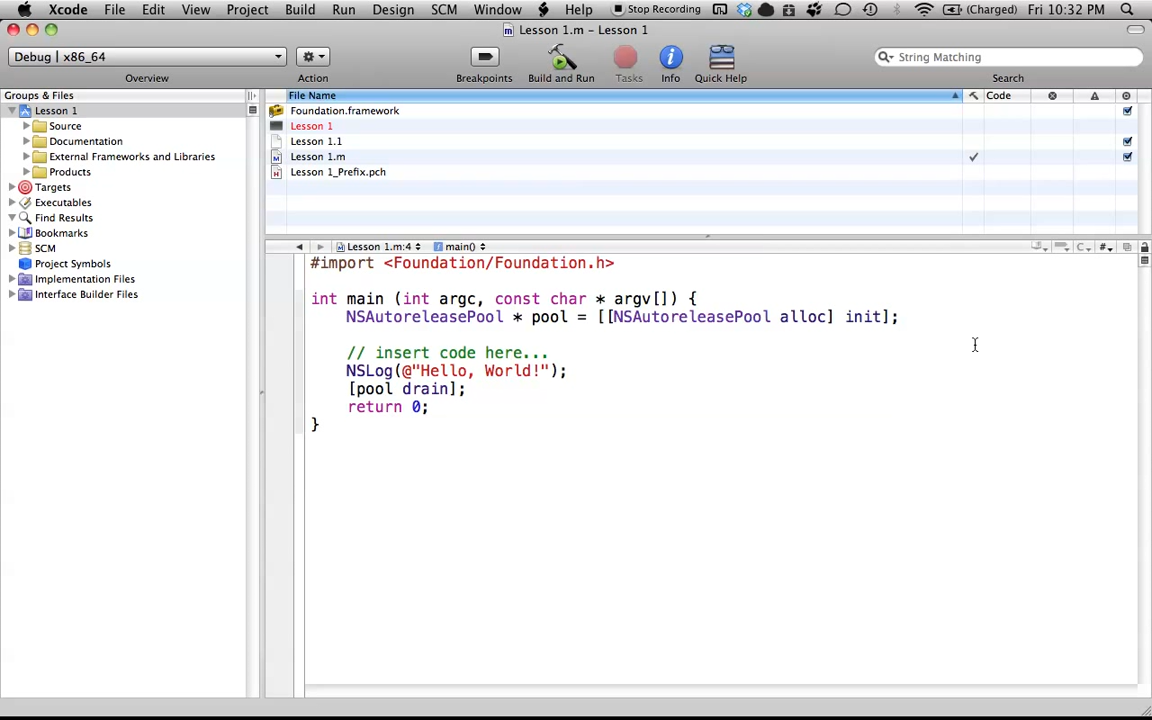 Xcode File Edit View Project Build Run Design SCM Window Help Stop Recording (Charged) Fri 10:32 PM
Lesson 1.m – Lesson 1
Debug | x86_64
String Matching
Overview Action Breakpoints Build and Run Tasks Info Quick Help Search
Groups & Files
Lesson 1
Source
Documentation
External Frameworks and Libraries
Products
Targets
Executables
Find Results
Bookmarks
SCM
Project Symbols
Implementation Files
Interface Builder Files
File Name Code
Foundation.framework
Lesson 1
Lesson 1.1
Lesson 1.m
Lesson 1_Prefix.pch
Lesson 1.m:4 main()
#import <Foundation/Foundation.h>
int main (int argc, const char * argv[]) {
NSAutoreleasePool * pool = [[NSAutoreleasePool alloc] init];
// insert code here...
NSLog(@"Hello, World!");
[pool drain];
return 0;
}